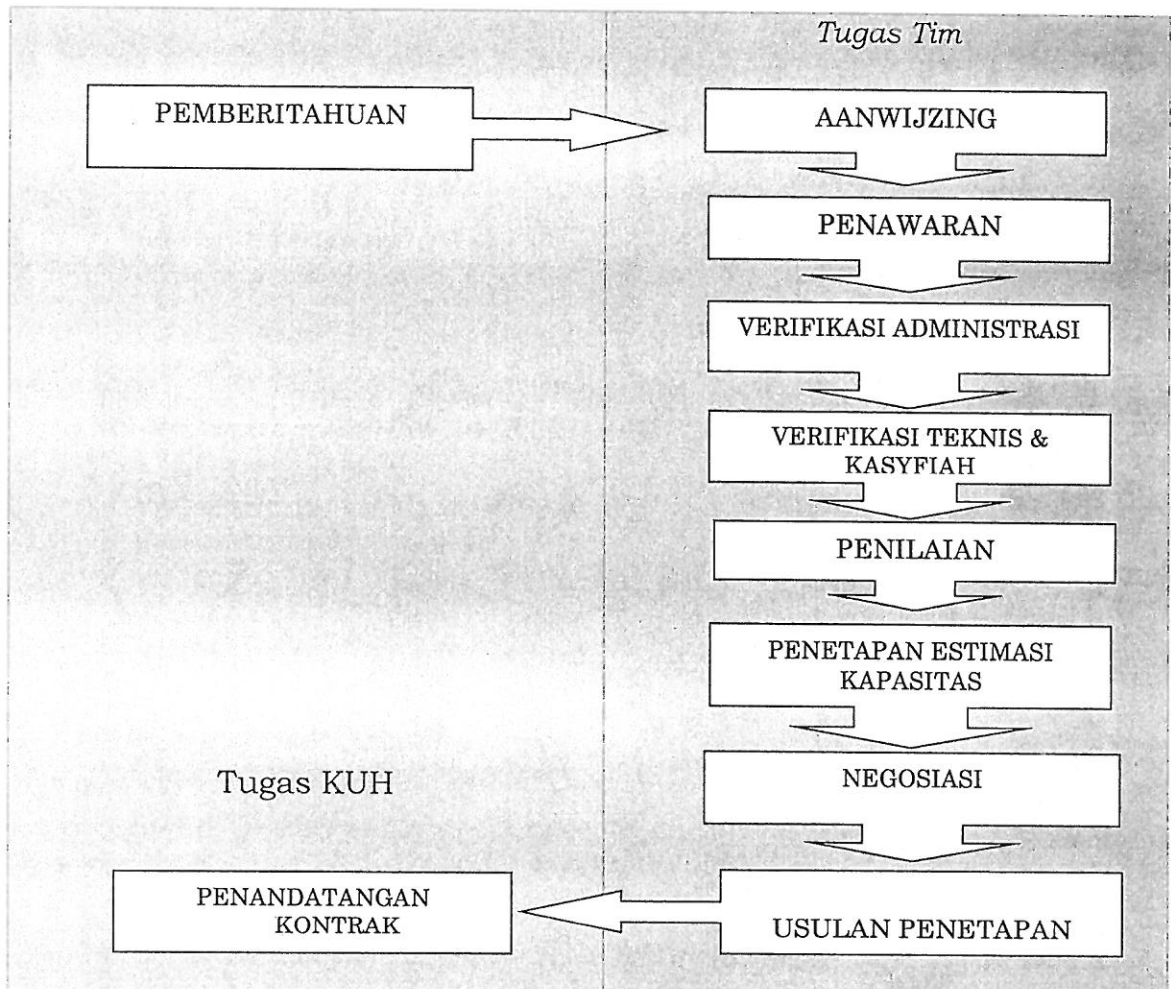 Tugas Tim
PEMBERITAHUAN
AANWIJZING
PENAWARAN
VERIFIKASI ADMINISTRASI
VERIFIKASI TEKNIS &
KASYFIAH
PENILAIAN
PENETAPAN ESTIMASI
KAPASITAS
NEGOSIASI
Tugas KUH
USULAN PENETAPAN
PENANDATANGAN
KONTRAK